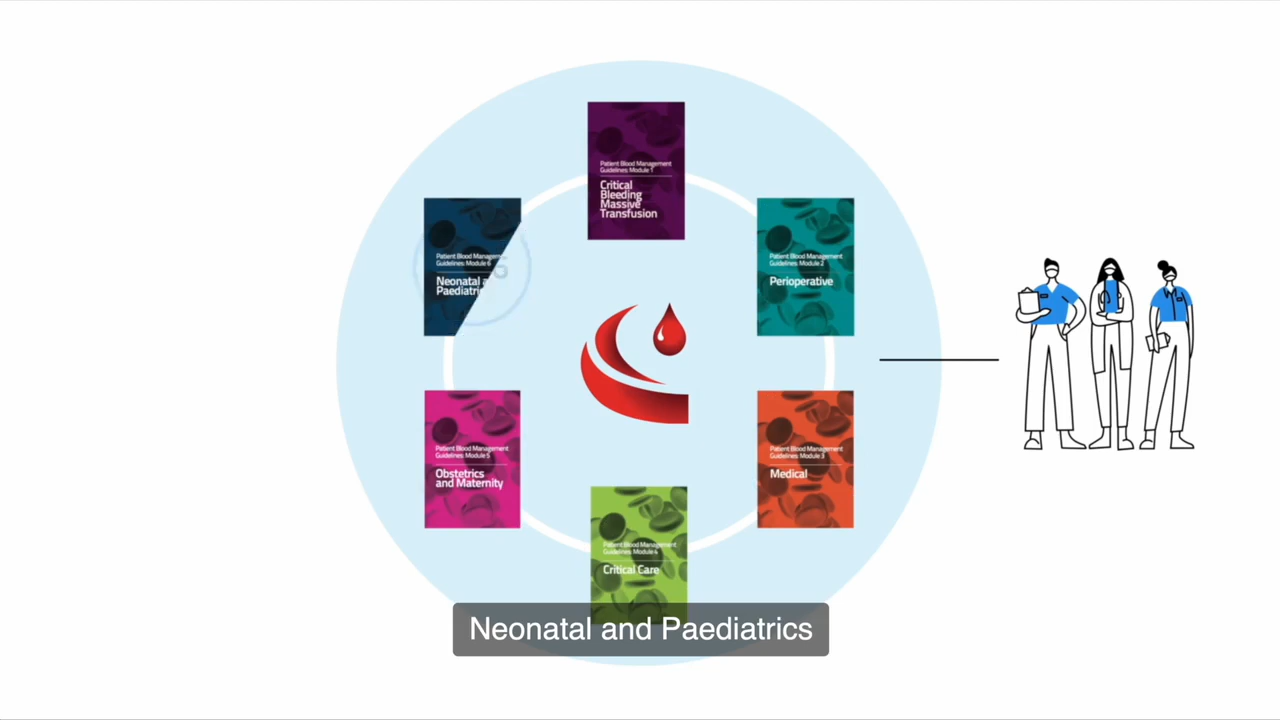 Patient Blood Management
Guidelines: Module 1
Critical
Bleeding
Massive
Transfusion
Patient Blood Management
Guidelines: Module 2
Perioperative
Patient Blood Management
Guidelines: Module 3
Medical
Patient Blood Management
Guidelines: Module 4
Critical Care
Patient Blood Management
Guidelines: Module 5
Obstetrics
and Maternity
Patient Blood
Guidelines: Module 6
Neonatal
Neonatal and Paediatrics